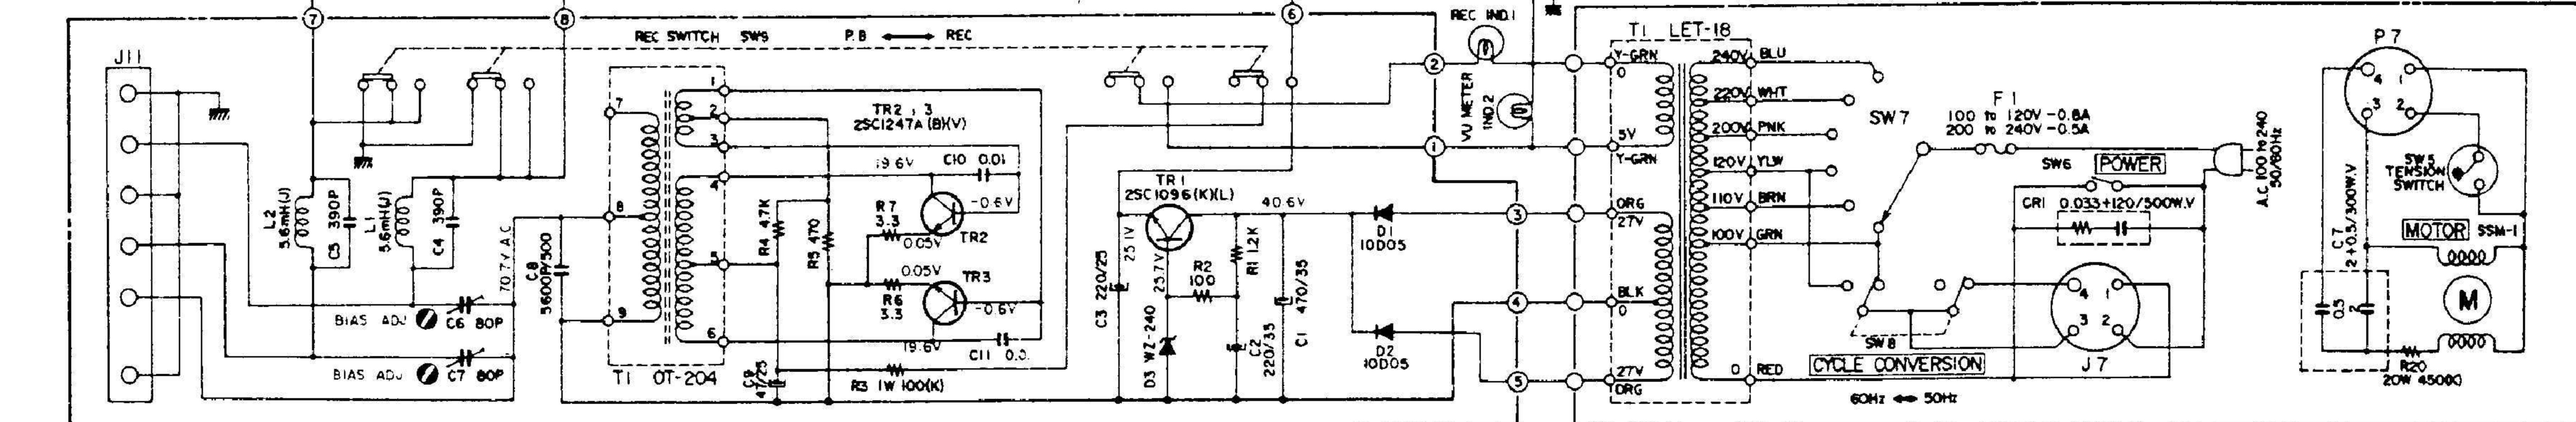 7
8
6
REC SWITCH SW9 P.B ◄──► REC
J11
L2
5.6mH(J)
C5 390P
L1
5.6mH(J)
C4 390P
70.7V A.C
BIAS ADJ C6 80P
BIAS ADJ C7 80P
C8
5600P/500
7
8
9
1
2
3
4
5
6
T1 OT-204
TR2 , 3
2SC1247A(B)(V)
19.6V
C10 0.01
R4 4.7K
R5 470
R7
3.3
0.05V
-0.6V
TR2
0.05V
TR3
R6
3.3
-0.6V
19.6V
C11
C9
47/25
R3 1W 100(K)
C3 220/25
25.1V
TR1
2SC1096(K)(L)
25.7V
R2
100
R1 1.2K
D3 WZ-240
C2
220/35
40.6V
C1 470/35
D1
10D05
D2
10D05
REC IND.1
2
VU METER
IND.2
1
3
4
5
T1 LET-18
Y-GRN
0
5V
Y-GRN
ORG
27V
BLK
0
27V
ORG
240V BLU
220V WHT
200V PNK
120V YLW
110V BRN
100V GRN
0 RED
SW7
F1
100 to 120V -0.8A
200 to 240V -0.5A
SW6 POWER
A.C 100 to 240
50/60Hz
CR1 0.033+120/500W.V
SW8
CYCLE CONVERSION
60Hz ◄─► 50Hz
4 1
3 2
J7
P7
4 1
3 2
SW5
TENSION
SWITCH
C7
2+0.5/300W.V
0.5
2
MOTOR SSM-1
M
R20
20W 450(K)